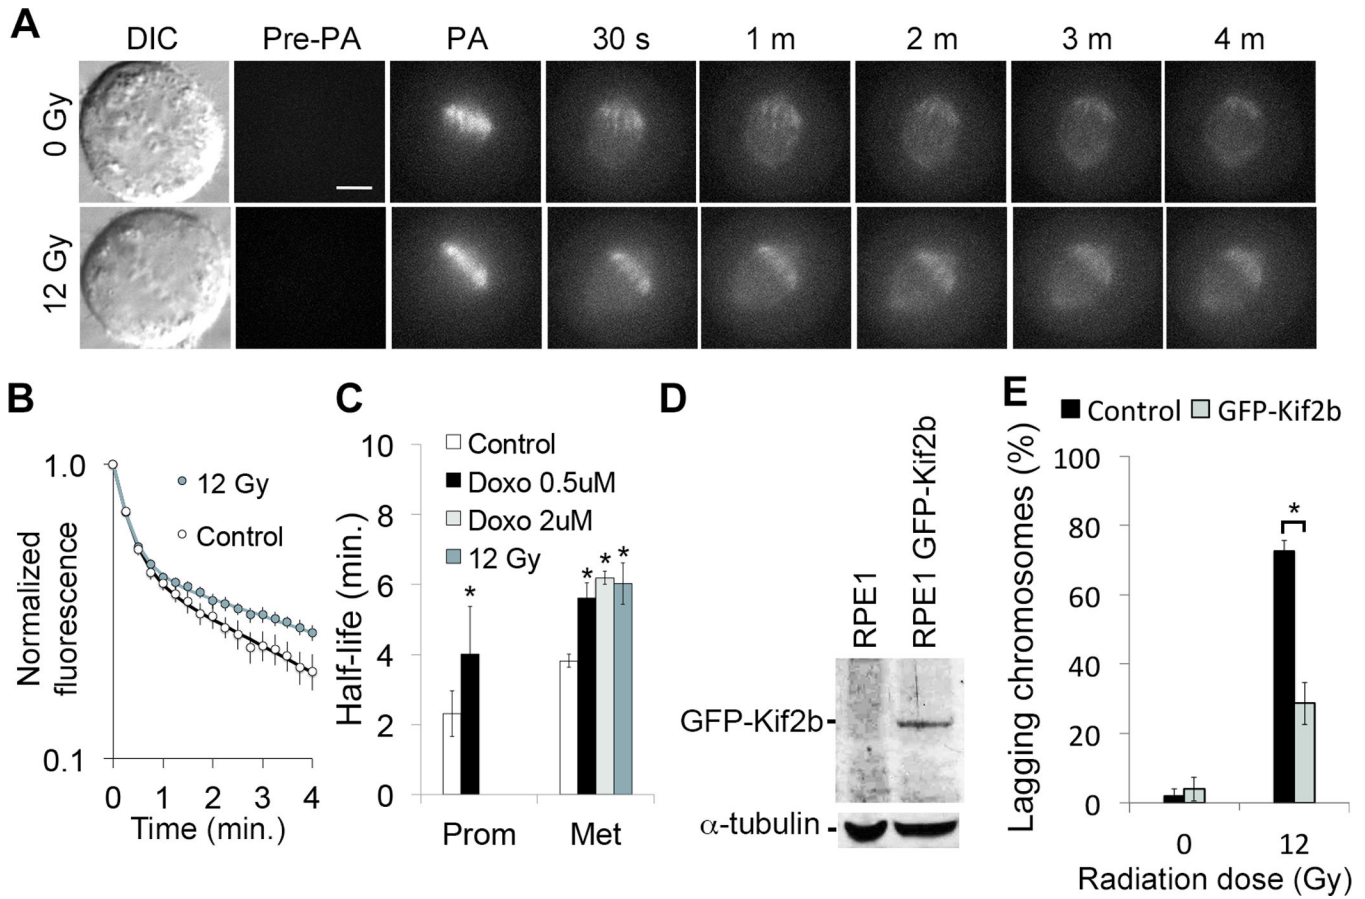 A
DIC Pre-PA PA 30 s 1 m 2 m 3 m 4 m
0 Gy
12 Gy
B
Normalized
fluorescence
1.0
0.1
12 Gy
Control
0 1 2 3 4
Time (min.)
C
Half-life (min.)
10
8
6
4
2
0
Control
Doxo 0.5uM
Doxo 2uM
12 Gy
*
* * *
Prom Met
D
RPE1
RPE1 GFP-Kif2b
GFP-Kif2b
α-tubulin
E
Control GFP-Kif2b
Lagging chromosomes (%)
100
80
60
40
20
0
*
0 12
Radiation dose (Gy)